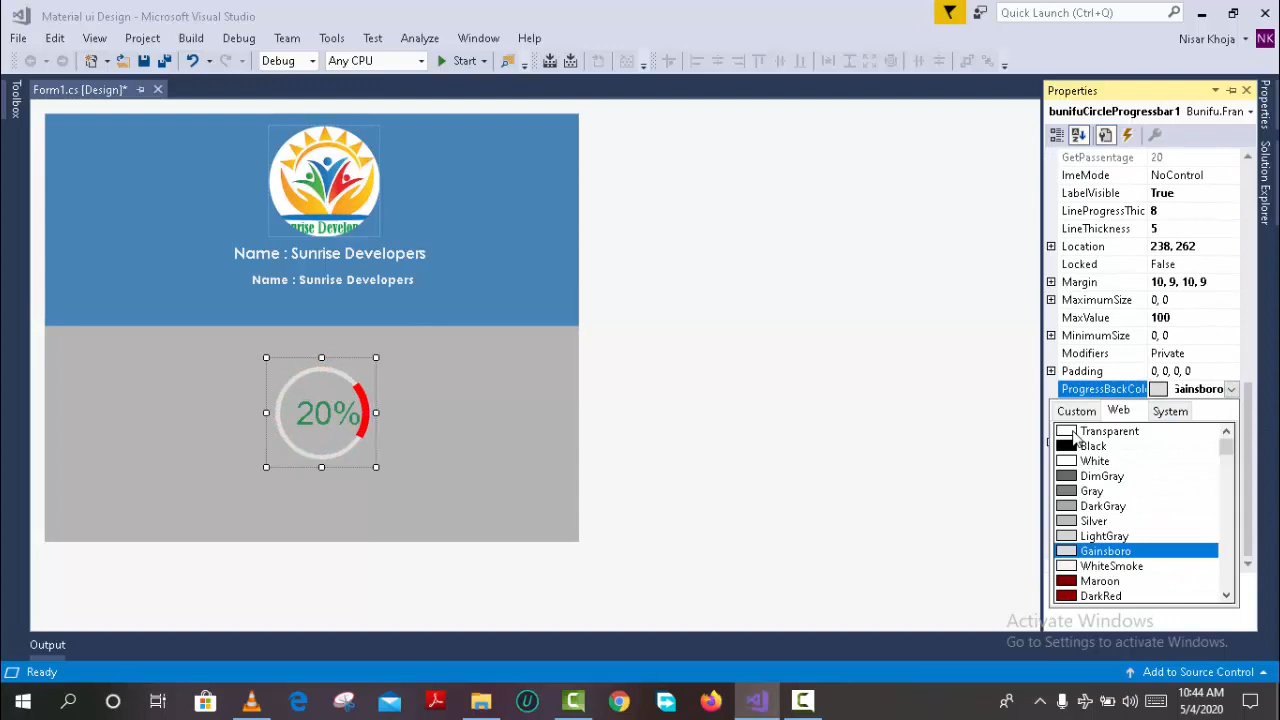 Material ui Design - Microsoft Visual Studio
Quick Launch (Ctrl+Q)
File Edit View Project Build Debug Team Tools Test Analyze Window Help
Nisar Khoja NK
Debug Any CPU Start
Toolbox
Form1.cs [Design]*
Properties
bunifuCircleProgressbar1 Bunifu.Fran
GetPassentage 20
ImeMode NoControl
LabelVisible True
LineProgressThic 8
LineThickness 5
Location 238, 262
Locked False
Margin 10, 9, 10, 9
MaximumSize 0, 0
MaxValue 100
MinimumSize 0, 0
Modifiers Private
Padding 0, 0, 0, 0
ProgressBackColo Gainsboro
Custom Web System
Transparent
Black
White
DimGray
Gray
DarkGray
Silver
LightGray
Gainsboro
WhiteSmoke
Maroon
DarkRed
Properties
Solution Explorer
Name : Sunrise Developers
Name : Sunrise Developers
20%
Activate Windows
Go to Settings to activate Windows.
Output
Ready
Add to Source Control
10:44 AM
5/4/2020